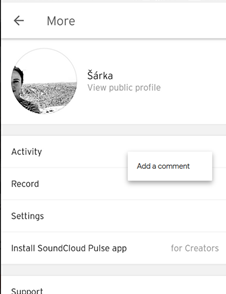 More
Šárka
View public profile
Activity
Add a comment
Record
Settings
Install SoundCloud Pulse app for Creators
Support